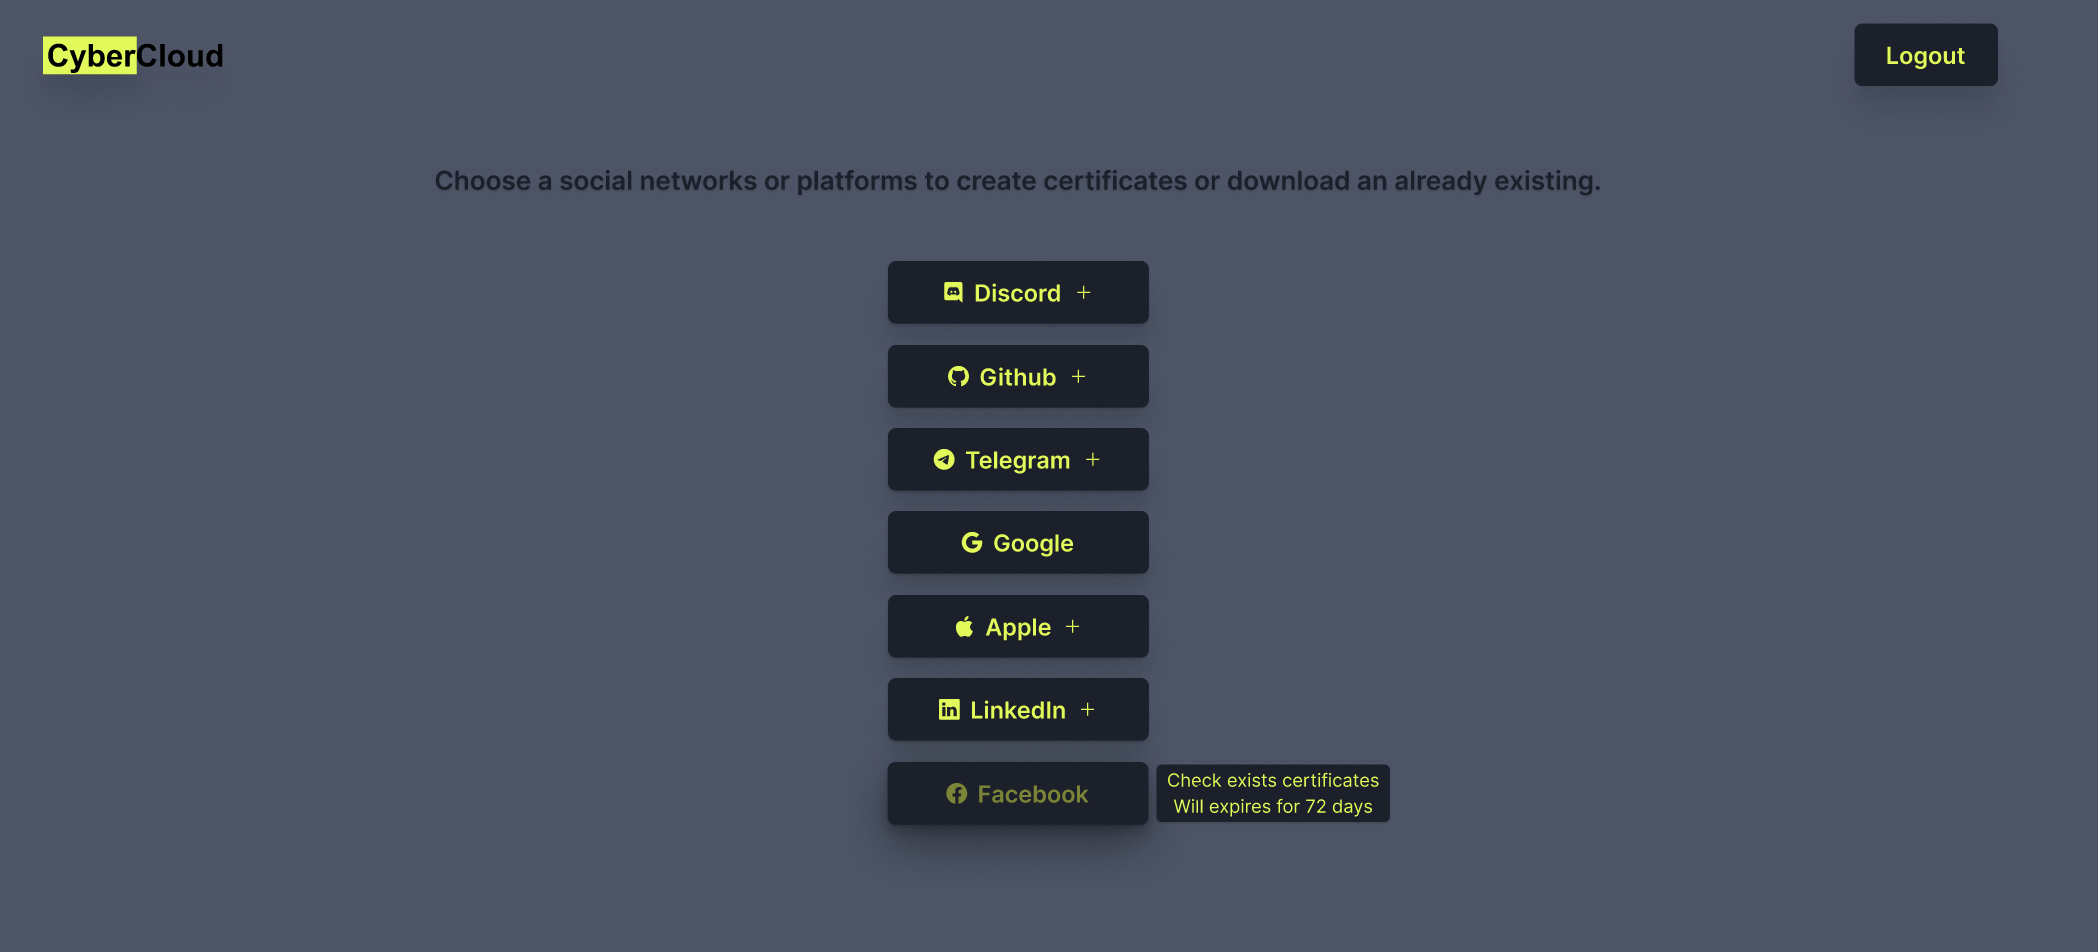 CyberCloud
Logout
Choose a social networks or platforms to create certificates or download an already existing.
Discord +
Github +
Telegram +
Google
Apple +
LinkedIn +
Facebook
Check exists certificates
Will expires for 72 days